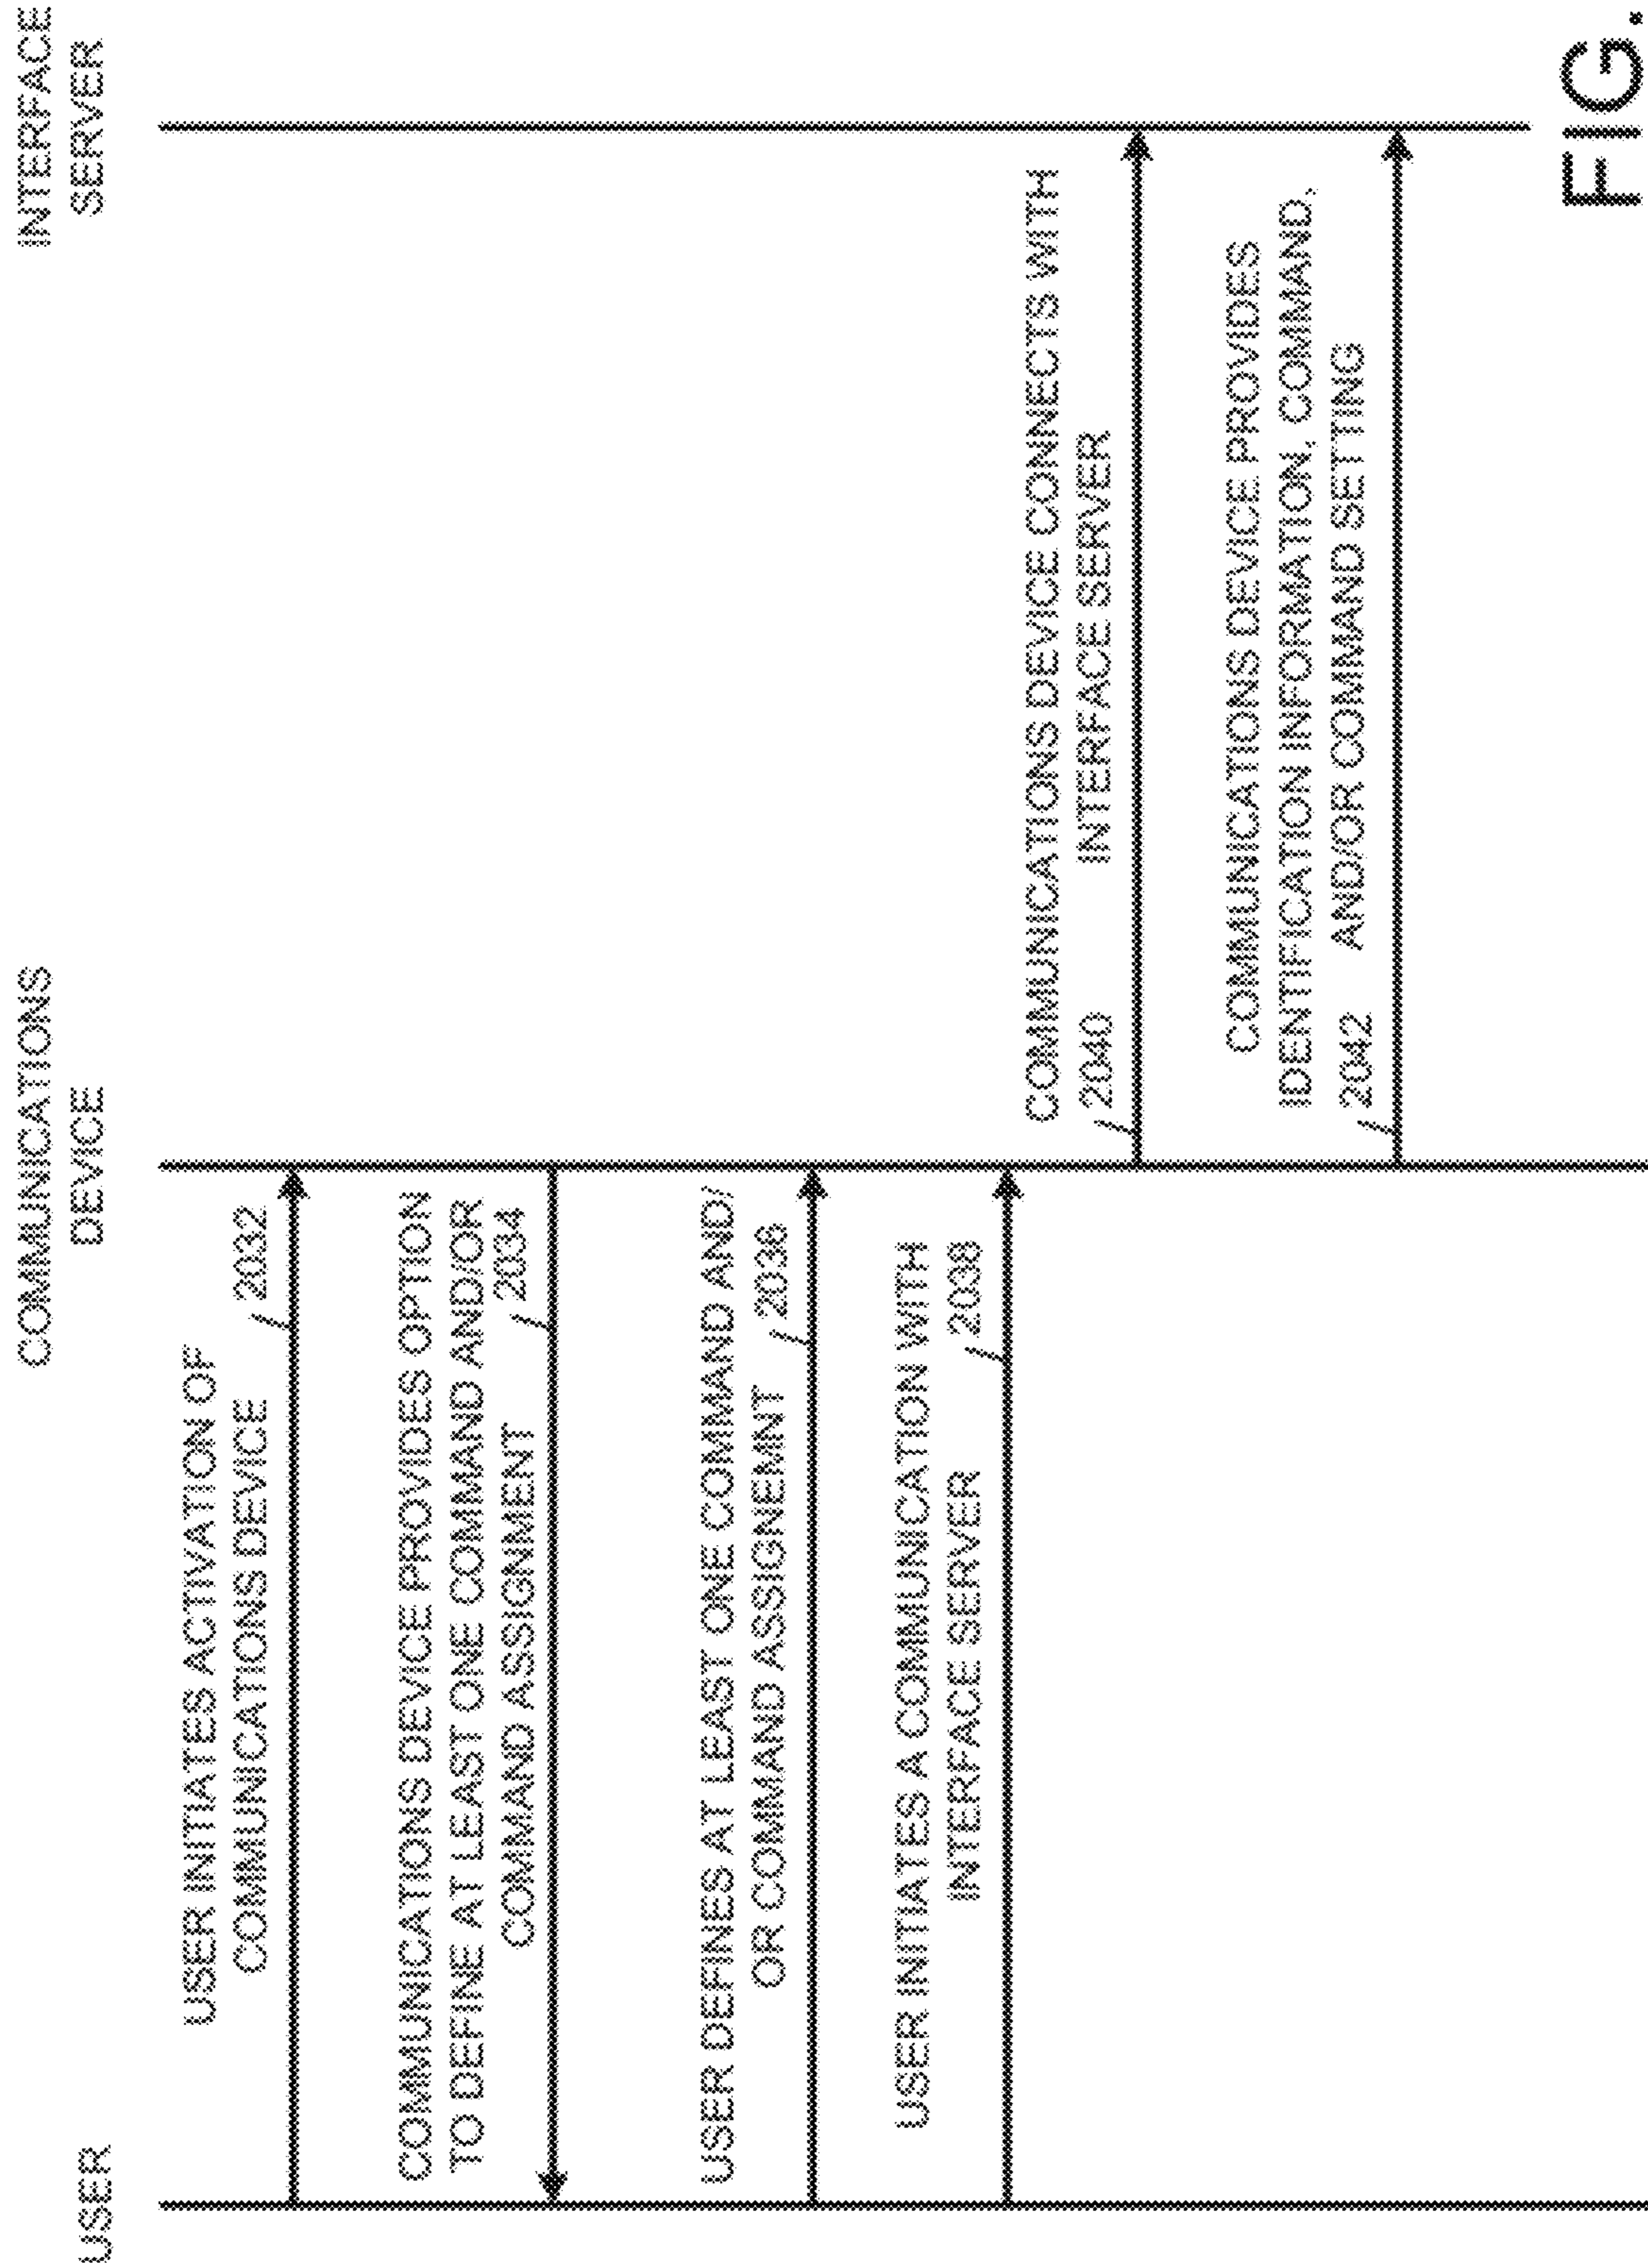 USER
COMMUNICATIONS
DEVICE
INTERFACE
SERVER
USER INITIATES ACTIVATION OF
COMMUNICATIONS DEVICE
2032
COMMUNICATIONS DEVICE PROVIDES OPTION
TO DEFINE AT LEAST ONE COMMAND AND/OR
COMMAND ASSIGNMENT
2034
USER DEFINES AT LEAST ONE COMMAND AND/
OR COMMAND ASSIGNEMNT
2036
USER INITIATES A COMMUNICATION WITH
INTERFACE SERVER
2038
COMMUNICATIONS DEVICE CONNECTS WITH
2040 INTERFACE SERVER
COMMUNICATIONS DEVICE PROVIDES
IDENTIFICATION INFORMATION, COMMAND,
2042 AND/OR COMMAND SETTING
FIG.